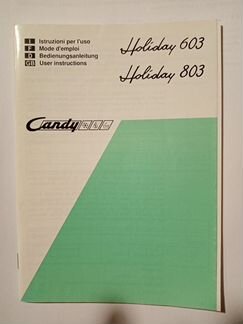 I Istruzioni per l'uso
F Mode d'emploi
D Bedienungsanleitung
GB User instructions
Holiday 603
Holiday 803
Candy